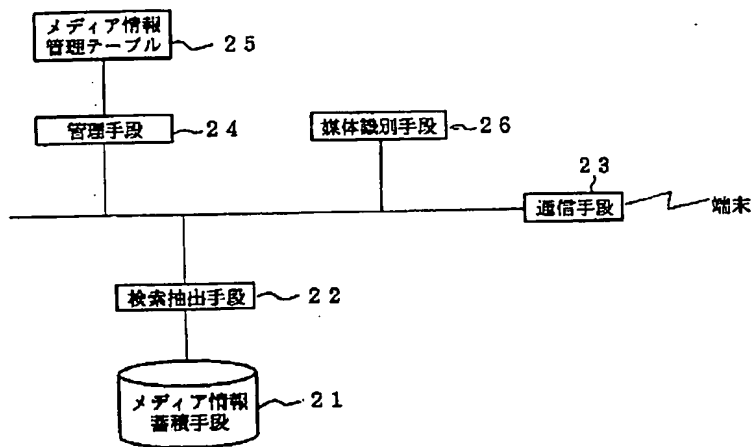 メディア情報
管理テーブル
25
管理手段
24
媒体識別手段
26
23
通信手段
端末
検索抽出手段
22
メディア情報
蓄積手段
21